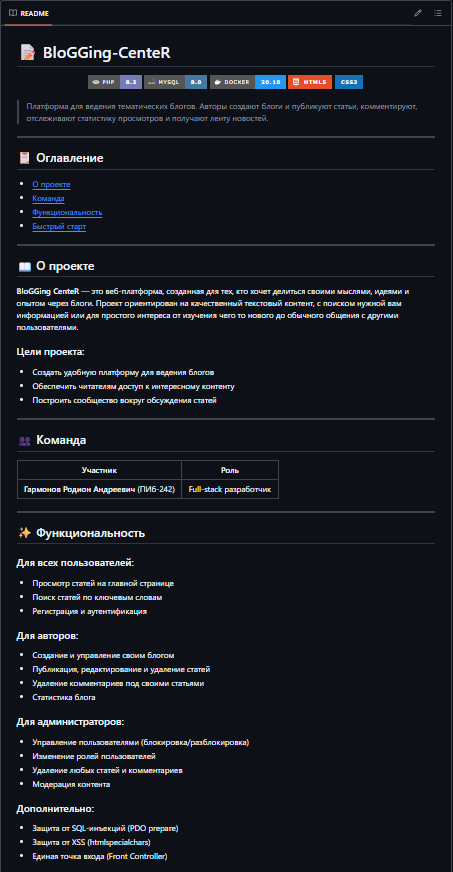 README
BloGGing-CenteR
PHP 8.2 MYSQL 8.0 DOCKER 20.10 HTML5 CSS3
Платформа для ведения тематических блогов. Авторы создают блоги и публикуют статьи, комментируют,
отслеживают статистику просмотров и получают ленту новостей.
Оглавление
О проекте
Команда
Функциональность
Быстрый старт
О проекте
BloGGing CenteR — это веб-платформа, созданная для тех, кто хочет делиться своими мыслями, идеями и
опытом через блоги. Проект ориентирован на качественный текстовый контент, с поиском нужной вам
информацией или для простого интереса от изучения чего то нового до обычного общения с другими
пользователями.
Цели проекта:
Создать удобную платформу для ведения блогов
Обеспечить читателям доступ к интересному контенту
Построить сообщество вокруг обсуждения статей
Команда
Участник Роль
Гармонов Родион Андреевич (ПИб-242) Full-stack разработчик
Функциональность
Для всех пользователей:
Просмотр статей на главной странице
Поиск статей по ключевым словам
Регистрация и аутентификация
Для авторов:
Создание и управление своим блогом
Публикация, редактирование и удаление статей
Удаление комментариев под своими статьями
Статистика блога
Для администраторов:
Управление пользователями (блокировка/разблокировка)
Изменение ролей пользователей
Удаление любых статей и комментариев
Модерация контента
Дополнительно:
Защита от SQL-инъекций (PDO prepare)
Защита от XSS (htmlspecialchars)
Единая точка входа (Front Controller)